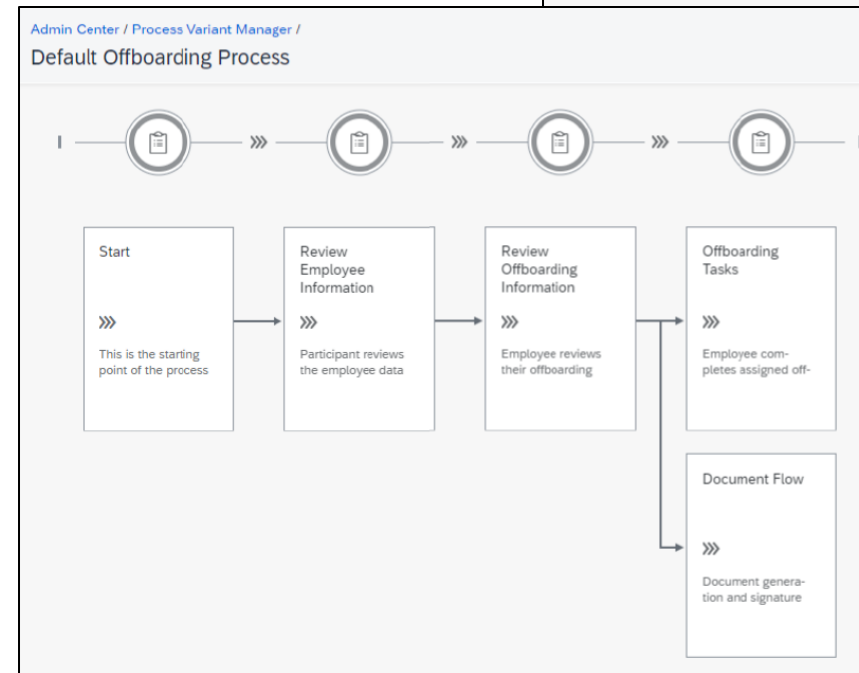 Admin Center / Process Variant Manager /
Default Offboarding Process
Start
This is the starting
point of the process
Review
Employee
Information
Participant reviews
the employee data
Review
Offboarding
Information
Employee reviews
their offboarding
Offboarding
Tasks
Employee com-
pletes assigned off-
Document Flow
Document genera-
tion and signature